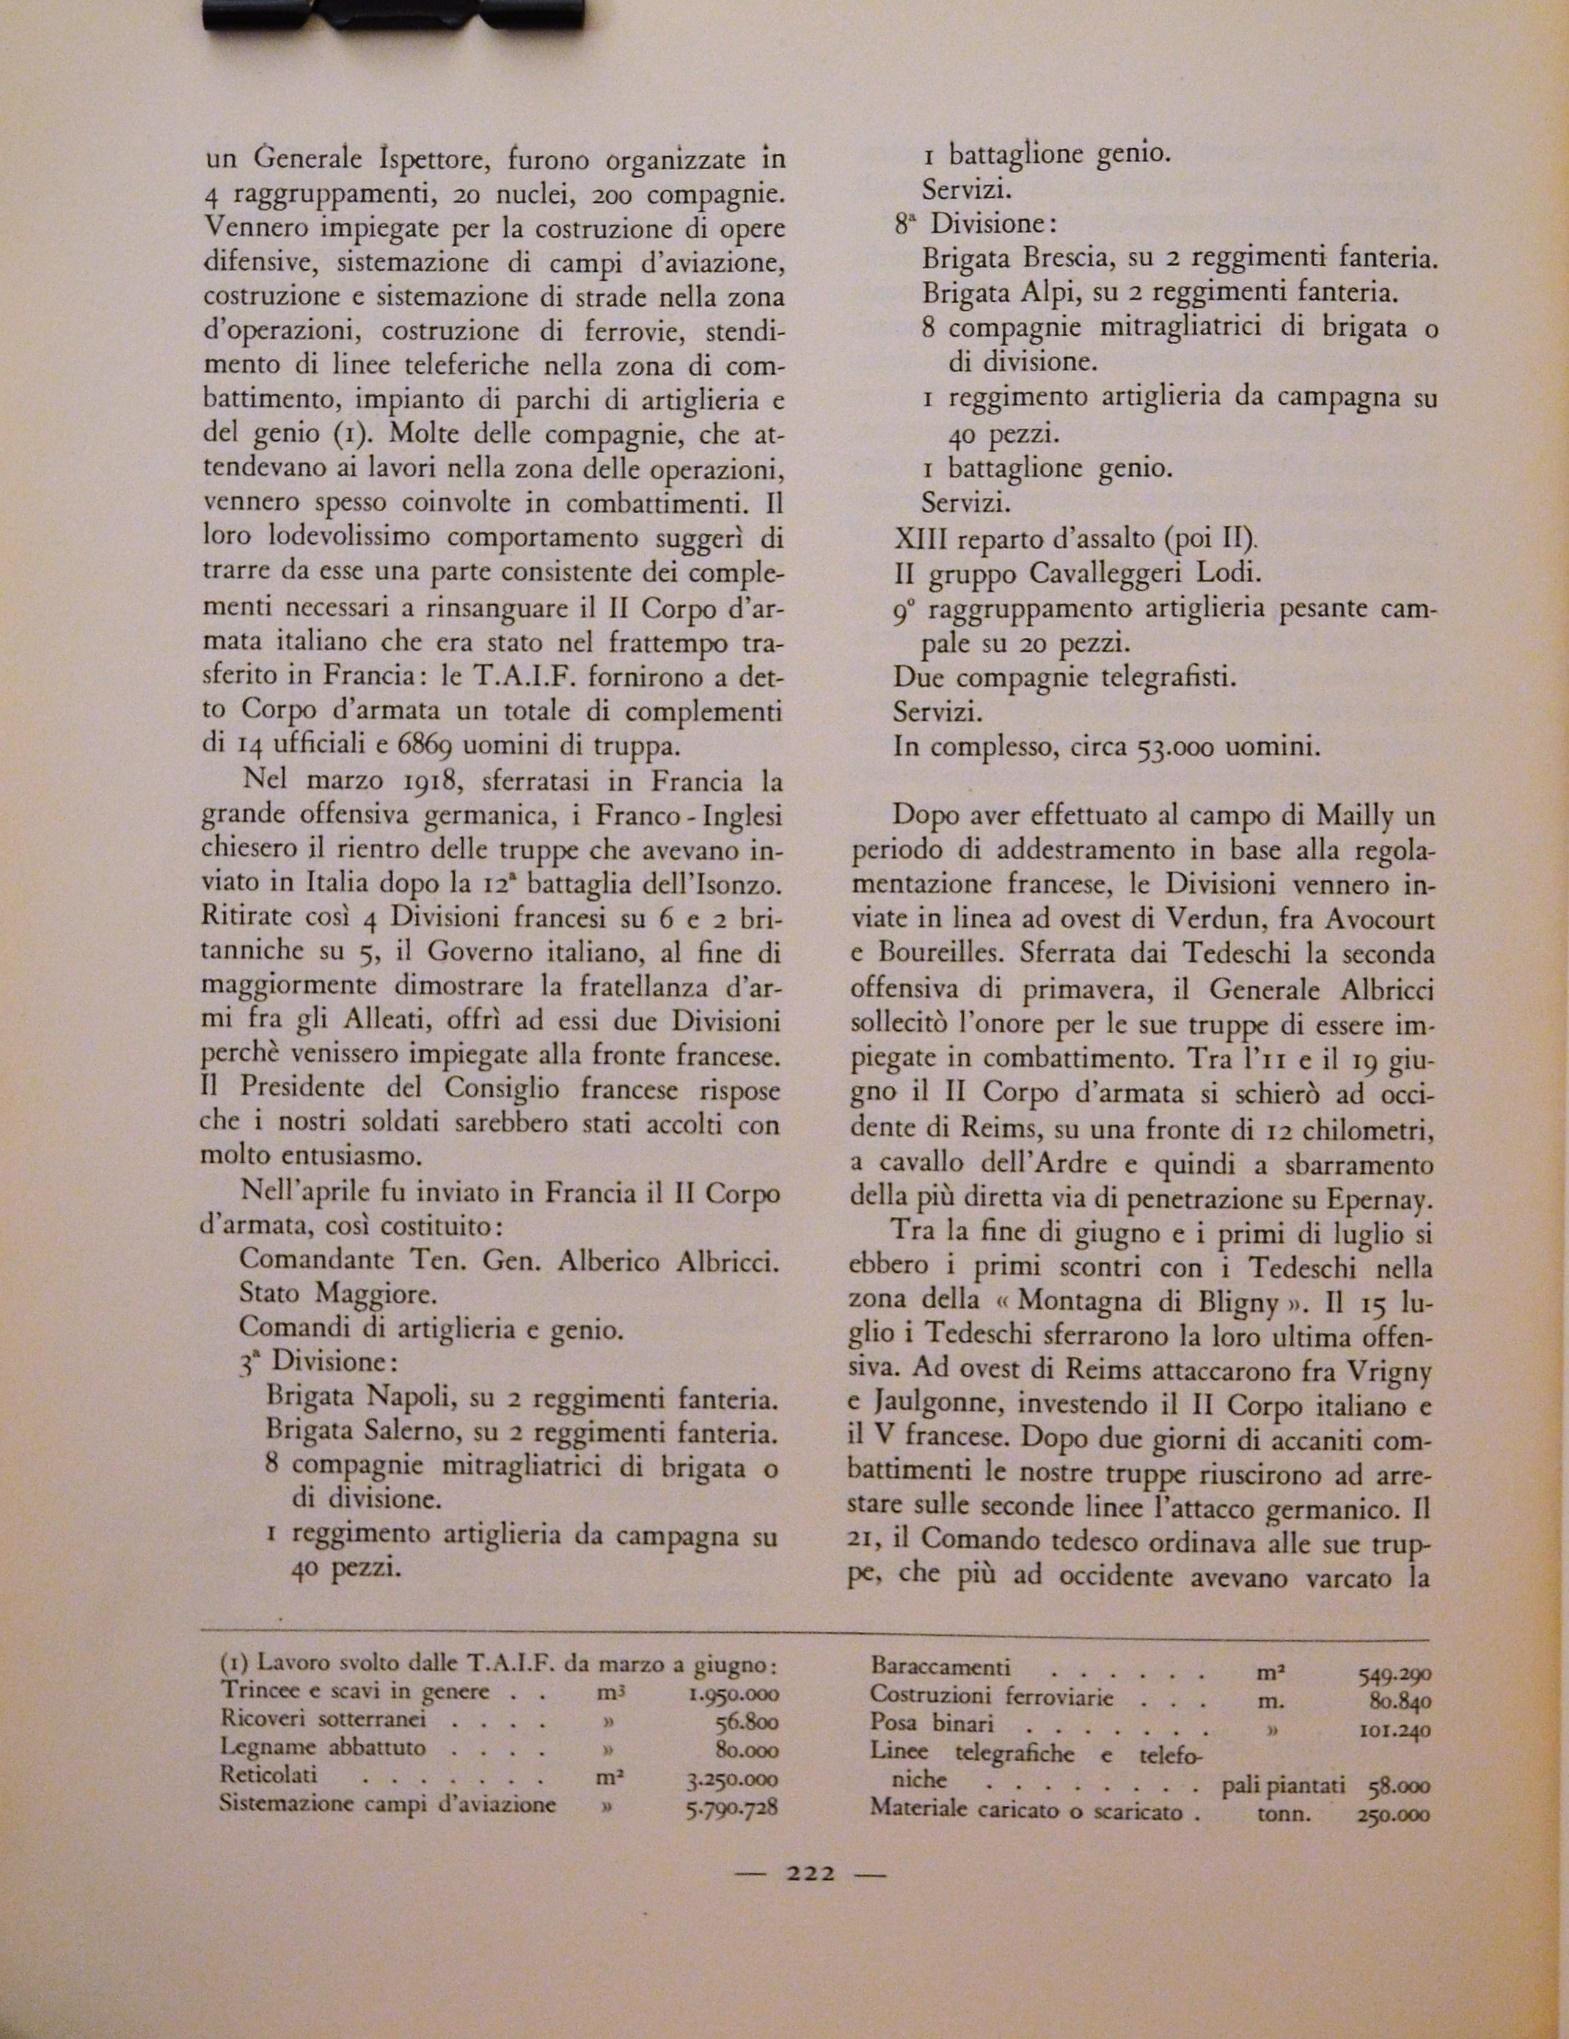 un Generale Ispettore, furono organizzate in
4 raggruppamenti, 20 nuclei, 200 compagnie.
Vennero impiegate per la costruzione di opere
difensive, sistemazione di campi d'aviazione,
costruzione e sistemazione di strade nella zona
d'operazioni, costruzione di ferrovie, stendi-
mento di linee teleferiche nella zona di com-
battimento, impianto di parchi di artiglieria e
del genio (1). Molte delle compagnie, che at-
tendevano ai lavori nella zona delle operazioni,
vennero spesso coinvolte in combattimenti. Il
loro lodevolissimo comportamento suggerì di
trarre da esse una parte consistente dei comple-
menti necessari a rinsanguare il II Corpo d'ar-
mata italiano che era stato nel frattempo tra-
sferito in Francia: le T.A.I.F. fornirono a det-
to Corpo d'armata un totale di complementi
di 14 ufficiali e 6869 uomini di truppa.
Nel marzo 1918, sferratasi in Francia la
grande offensiva germanica, i Franco-Inglesi
chiesero il rientro delle truppe che avevano in-
viato in Italia dopo la 12ª battaglia dell'Isonzo.
Ritirate così 4 Divisioni francesi su 6 e 2 bri-
tanniche su 5, il Governo italiano, al fine di
maggiormente dimostrare la fratellanza d'ar-
mi fra gli Alleati, offrì ad essi due Divisioni
perchè venissero impiegate alla fronte francese.
Il Presidente del Consiglio francese rispose
che i nostri soldati sarebbero stati accolti con
molto entusiasmo.
Nell'aprile fu inviato in Francia il II Corpo
d'armata, così costituito:
Comandante Ten. Gen. Alberico Albricci.
Stato Maggiore.
Comandi di artiglieria e genio.
3ª Divisione:
Brigata Napoli, su 2 reggimenti fanteria.
Brigata Salerno, su 2 reggimenti fanteria.
8 compagnie mitragliatrici di brigata o
di divisione.
1 reggimento artiglieria da campagna su
40 pezzi.
1 battaglione genio.
Servizi.
8ª Divisione:
Brigata Brescia, su 2 reggimenti fanteria.
Brigata Alpi, su 2 reggimenti fanteria.
8 compagnie mitragliatrici di brigata o
di divisione.
1 reggimento artiglieria da campagna su
40 pezzi.
1 battaglione genio.
Servizi.
XIII reparto d'assalto (poi II).
II gruppo Cavalleggeri Lodi.
9° raggruppamento artiglieria pesante cam-
pale su 20 pezzi.
Due compagnie telegrafisti.
Servizi.
In complesso, circa 53.000 uomini.
Dopo aver effettuato al campo di Mailly un
periodo di addestramento in base alla regola-
mentazione francese, le Divisioni vennero in-
viate in linea ad ovest di Verdun, fra Avocourt
e Boureilles. Sferrata dai Tedeschi la seconda
offensiva di primavera, il Generale Albricci
sollecitò l'onore per le sue truppe di essere im-
piegate in combattimento. Tra l'11 e il 19 giu-
gno il II Corpo d'armata si schierò ad occi-
dente di Reims, su una fronte di 12 chilometri,
a cavallo dell'Ardre e quindi a sbarramento
della più diretta via di penetrazione su Epernay.
Tra la fine di giugno e i primi di luglio si
ebbero i primi scontri con i Tedeschi nella
zona della « Montagna di Bligny ». Il 15 lu-
glio i Tedeschi sferrarono la loro ultima offen-
siva. Ad ovest di Reims attaccarono fra Vrigny
e Jaulgonne, investendo il II Corpo italiano e
il V francese. Dopo due giorni di accaniti com-
battimenti le nostre truppe riuscirono ad arre-
stare sulle seconde linee l'attacco germanico. Il
21, il Comando tedesco ordinava alle sue trup-
pe, che più ad occidente avevano varcato la
(1) Lavoro svolto dalle T.A.I.F. da marzo a giugno:
Trincee e scavi in genere . . m³ 1.950.000
Ricoveri sotterranei . . . . » 56.800
Legname abbattuto . . . . » 80.000
Reticolati . . . . . . . m² 3.250.000
Sistemazione campi d'aviazione » 5.790.728
Baraccamenti . . . . . . m² 549.290
Costruzioni ferroviarie . . . m. 80.840
Posa binari . . . . . . . » 101.240
Linee telegrafiche e telefo-
niche . . . . . . . . pali piantati 58.000
Materiale caricato o scaricato . tonn. 250.000
— 222 —